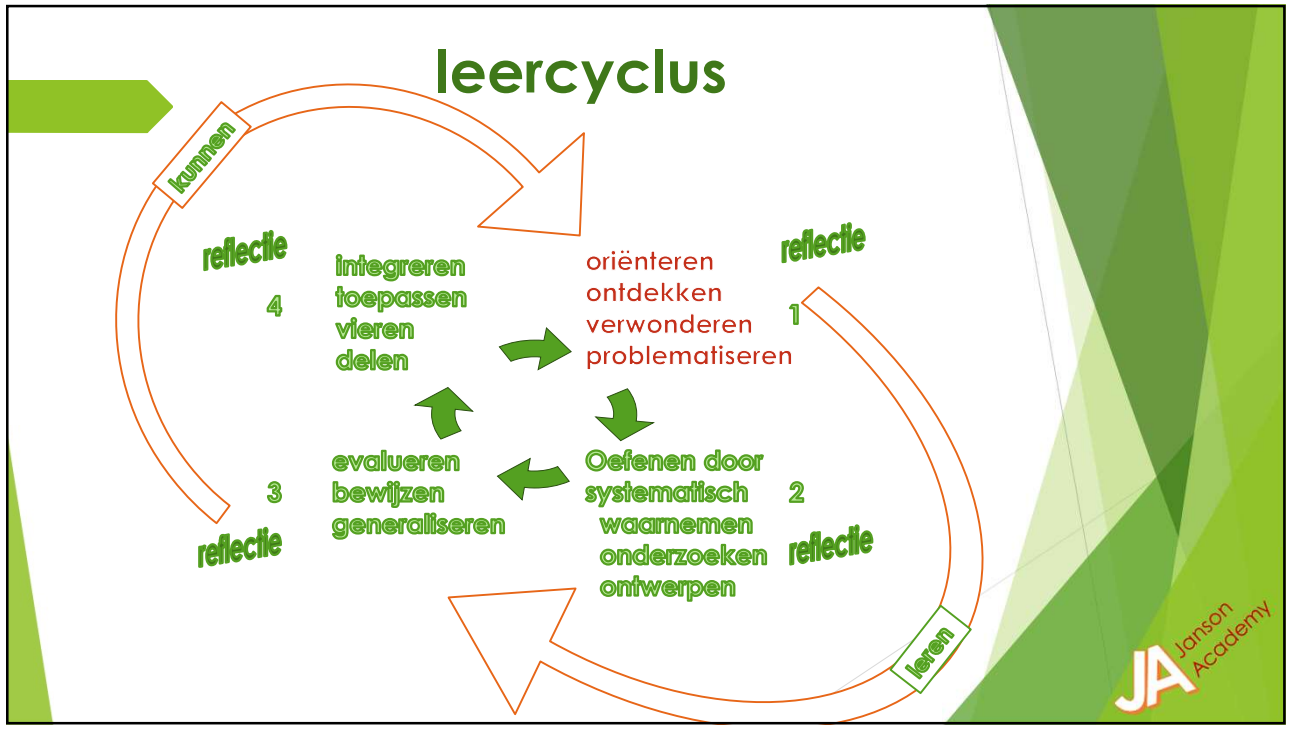 leercyclus
kunnen
reflectie
4
integreren
toepassen
vieren
delen
oriënteren
ontdekken
verwonderen
problematiseren
reflectie
1
3
evalueren
bewijzen
generaliseren
reflectie
Oefenen door
systematisch
waarnemen
onderzoeken
ontwerpen
2
reflectie
leren
JA
Janson
Academy